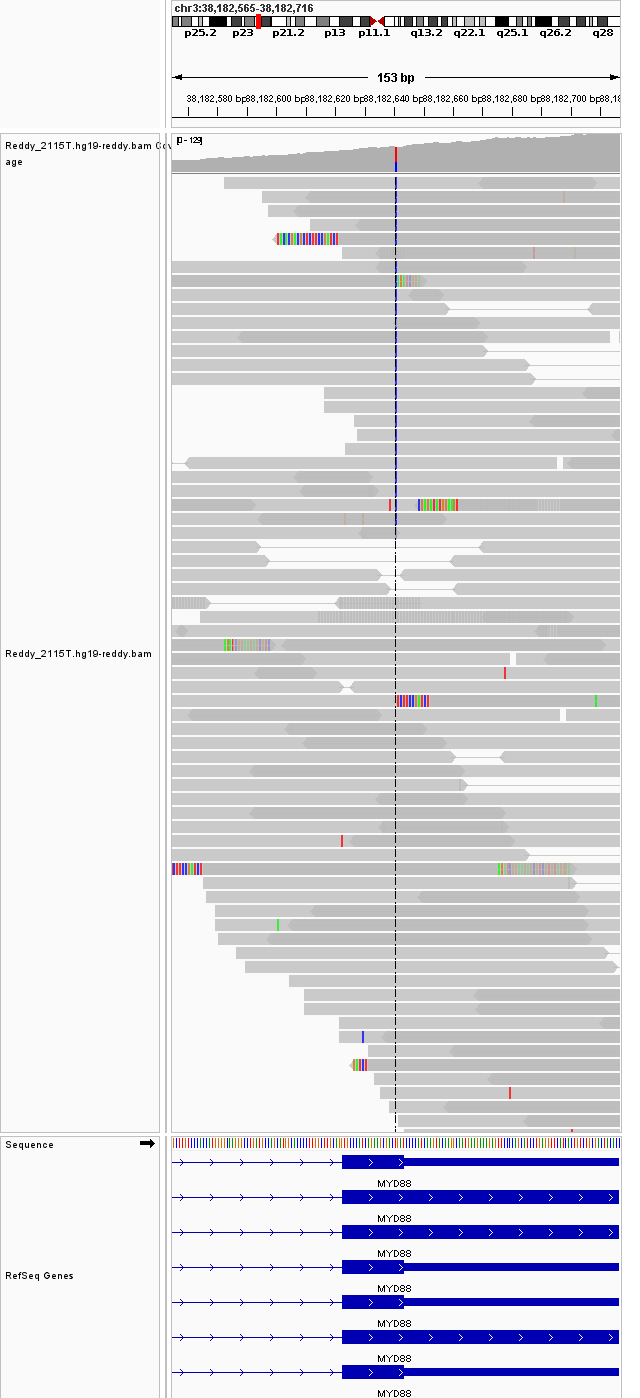 chr3:38,182,565-38,182,716
p25.2 p23 p21.2 p13 p11.1 q13.2 q22.1 q25.1 q26.2 q28
153 bp
38,182,580 bp 38,182,600 bp 38,182,620 bp 38,182,640 bp 38,182,660 bp 38,182,680 bp 38,182,700 bp
Reddy_2115T.hg19-reddy.bam Cov
age
[0 - 129]
Reddy_2115T.hg19-reddy.bam
Sequence
MYD88
MYD88
MYD88
RefSeq Genes
MYD88
MYD88
MYD88
MYD88